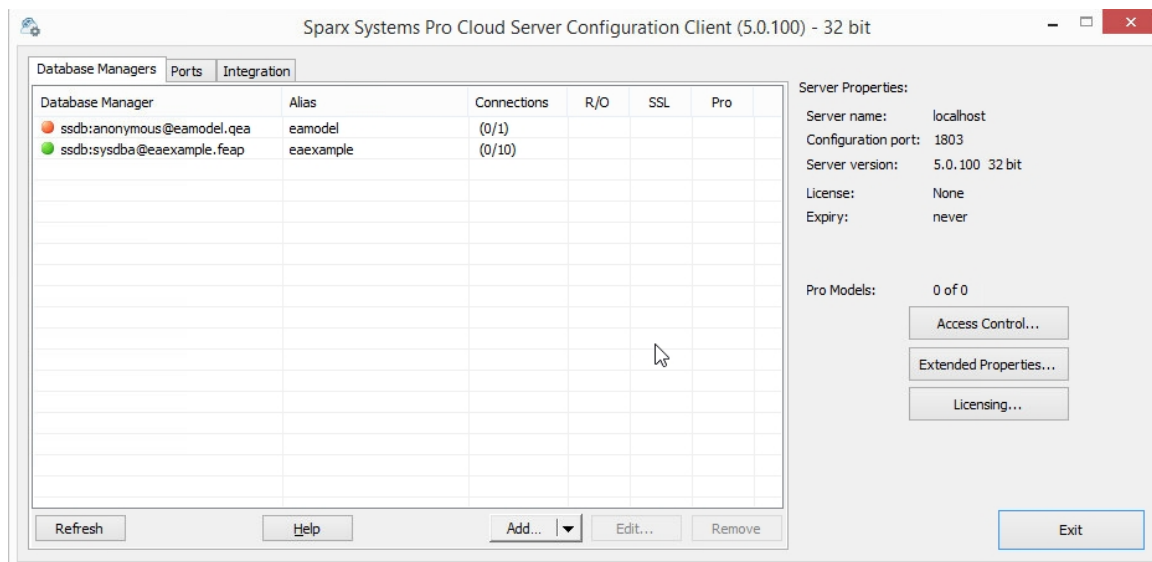 Sparx Systems Pro Cloud Server Configuration Client (5.0.100) - 32 bit
Database Managers Ports Integration
Database Manager Alias Connections R/O SSL Pro
ssdb:anonymous@eamodel.qea eamodel (0/1)
ssdb:sysdba@eaexample.feap eaexample (0/10)
Refresh Help Add... Edit... Remove
Server Properties:
Server name: localhost
Configuration port: 1803
Server version: 5.0.100 32 bit
License: None
Expiry: never
Pro Models: 0 of 0
Access Control...
Extended Properties...
Licensing...
Exit